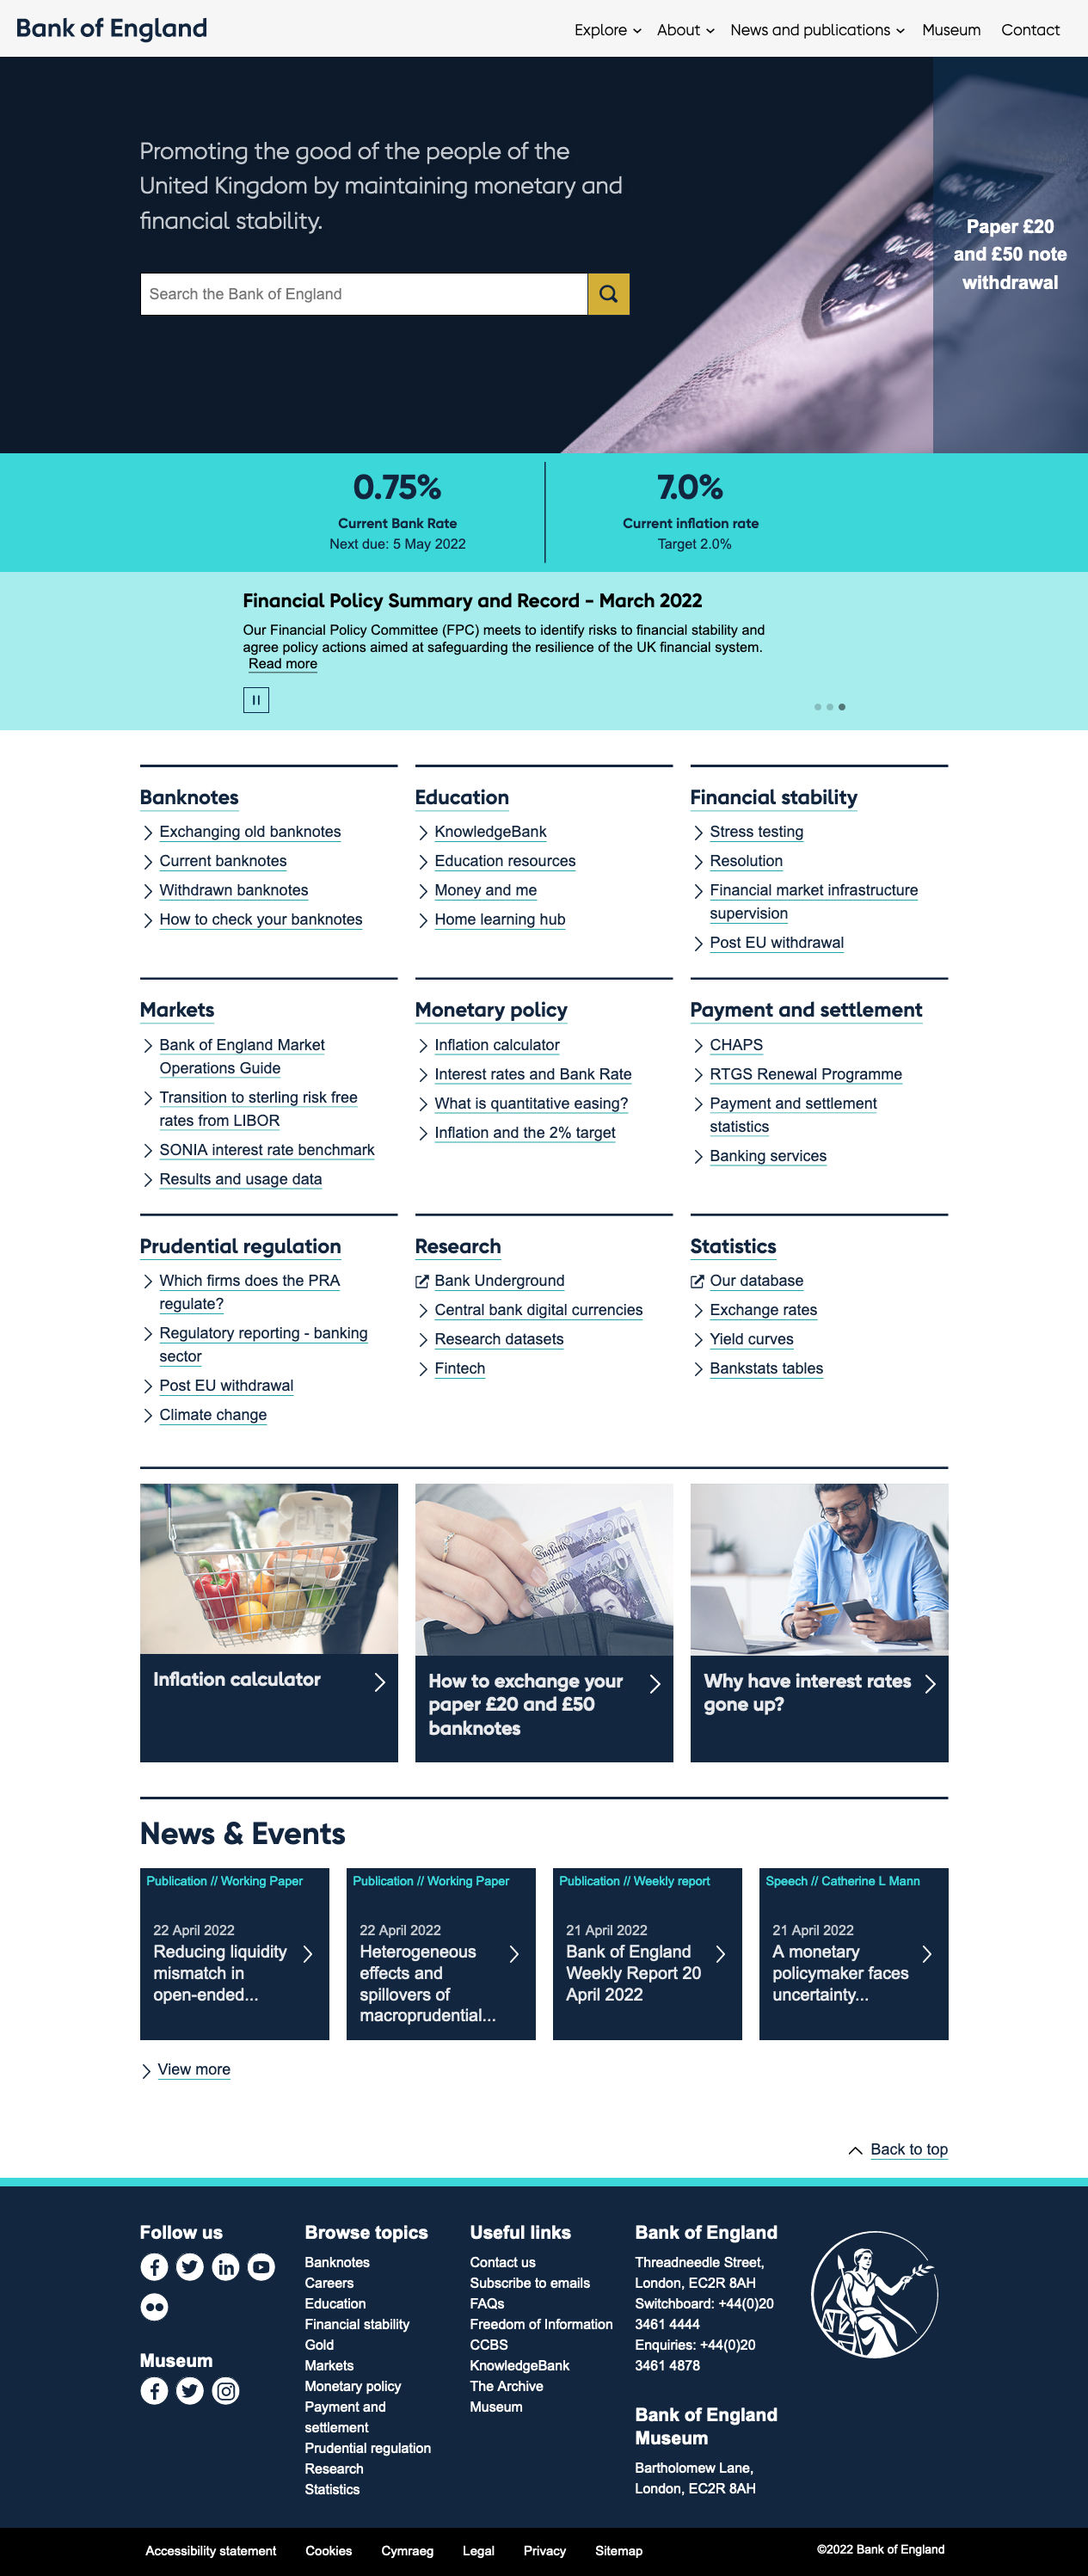 Bank of England
Explore
About
News and publications
Museum
Contact
Promoting the good of the people of the
United Kingdom by maintaining monetary and
financial stability.
Search the Bank of England
Paper £20
and £50 note
withdrawal
0.75%
Current Bank Rate
Next due: 5 May 2022
7.0%
Current inflation rate
Target 2.0%
Financial Policy Summary and Record - March 2022
Our Financial Policy Committee (FPC) meets to identify risks to financial stability and
agree policy actions aimed at safeguarding the resilience of the UK financial system.
Read more
Banknotes
Exchanging old banknotes
Current banknotes
Withdrawn banknotes
How to check your banknotes
Education
KnowledgeBank
Education resources
Money and me
Home learning hub
Financial stability
Stress testing
Resolution
Financial market infrastructure
supervision
Post EU withdrawal
Markets
Bank of England Market
Operations Guide
Transition to sterling risk free
rates from LIBOR
SONIA interest rate benchmark
Results and usage data
Monetary policy
Inflation calculator
Interest rates and Bank Rate
What is quantitative easing?
Inflation and the 2% target
Payment and settlement
CHAPS
RTGS Renewal Programme
Payment and settlement
statistics
Banking services
Prudential regulation
Which firms does the PRA
regulate?
Regulatory reporting - banking
sector
Post EU withdrawal
Climate change
Research
Bank Underground
Central bank digital currencies
Research datasets
Fintech
Statistics
Our database
Exchange rates
Yield curves
Bankstats tables
Inflation calculator
How to exchange your
paper £20 and £50
banknotes
Why have interest rates
gone up?
News & Events
Publication // Working Paper
22 April 2022
Reducing liquidity
mismatch in
open-ended...
Publication // Working Paper
22 April 2022
Heterogeneous
effects and
spillovers of
macroprudential...
Publication // Weekly report
21 April 2022
Bank of England
Weekly Report 20
April 2022
Speech // Catherine L Mann
21 April 2022
A monetary
policymaker faces
uncertainty...
View more
Back to top
Follow us
Museum
Browse topics
Banknotes
Careers
Education
Financial stability
Gold
Markets
Monetary policy
Payment and
settlement
Prudential regulation
Research
Statistics
Useful links
Contact us
Subscribe to emails
FAQs
Freedom of Information
CCBS
KnowledgeBank
The Archive
Museum
Bank of England
Threadneedle Street,
London, EC2R 8AH
Switchboard: +44(0)20
3461 4444
Enquiries: +44(0)20
3461 4878
Bank of England
Museum
Bartholomew Lane,
London, EC2R 8AH
Accessibility statement
Cookies
Cymraeg
Legal
Privacy
Sitemap
©2022 Bank of England